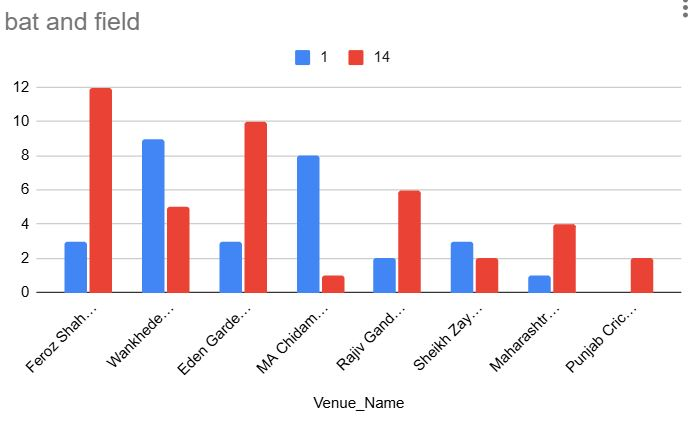 bat and field
1 14
12
10
8
6
4
2
0
Feroz Shah...
Wankhede...
Eden Garde...
MA Chidam...
Rajiv Gand...
Sheikh Zay...
Maharashtr...
Punjab Cric...
Venue_Name